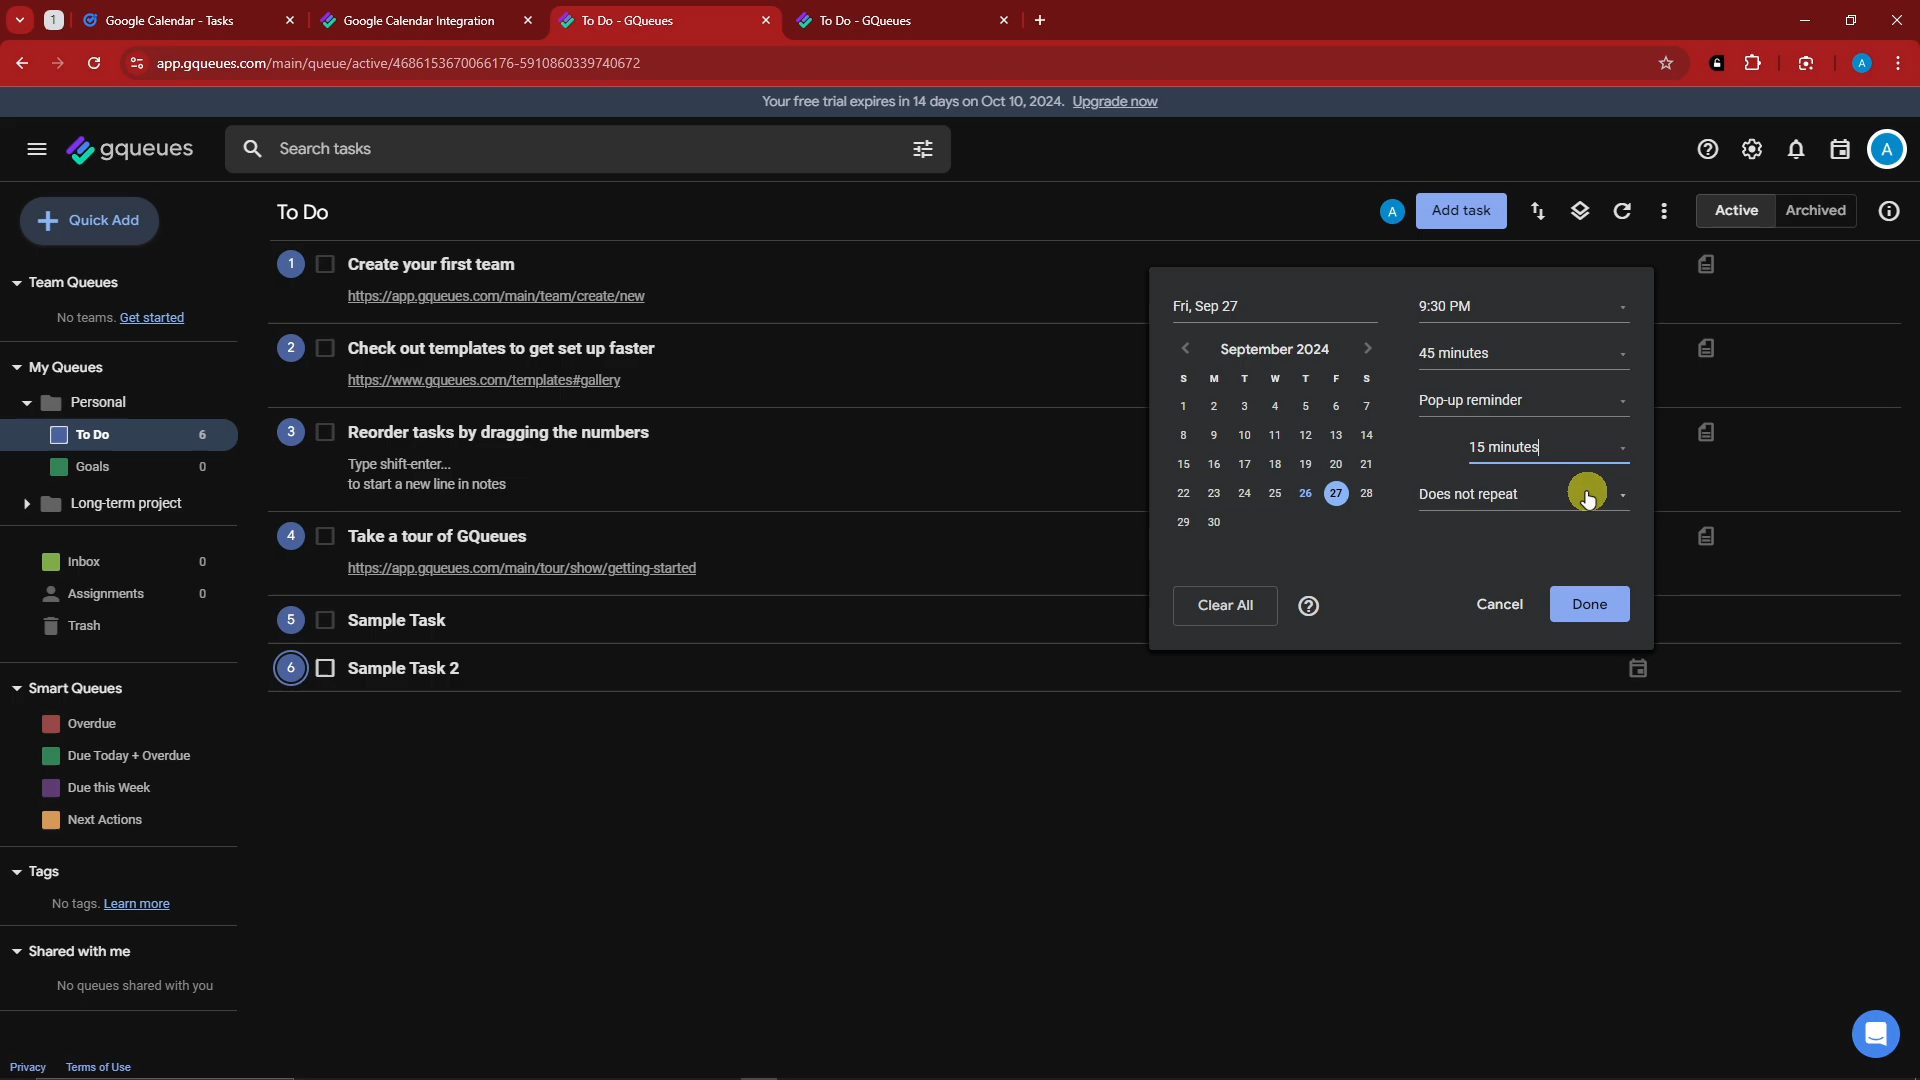 1
Google Calendar - Tasks
Google Calendar Integration
To Do - GQueues
To Do - GQueues
app.gqueues.com/main/queue/active/4686153670066176-5910860339740672
A
Your free trial expires in 14 days on Oct 10, 2024. Upgrade now
gqueues
Search tasks
A
Quick Add
To Do
A
Add task
Active
Archived
Team Queues
No teams. Get started
My Queues
Personal
To Do 6
Goals 0
Long-term project
Inbox 0
Assignments 0
Trash
Smart Queues
Overdue
Due Today + Overdue
Due this Week
Next Actions
Tags
No tags. Learn more
Shared with me
No queues shared with you
Privacy Terms of Use
1 Create your first team
https://app.gqueues.com/main/team/create/new
2 Check out templates to get set up faster
https://www.gqueues.com/templates#gallery
3 Reorder tasks by dragging the numbers
Type shift-enter...
to start a new line in notes
4 Take a tour of GQueues
https://app.gqueues.com/main/tour/show/getting-started
5 Sample Task
6 Sample Task 2
Fri, Sep 27
September 2024
S M T W T F S
1 2 3 4 5 6 7
8 9 10 11 12 13 14
15 16 17 18 19 20 21
22 23 24 25 26 27 28
29 30
9:30 PM
45 minutes
Pop-up reminder
15 minutes
Does not repeat
Clear All
Cancel
Done